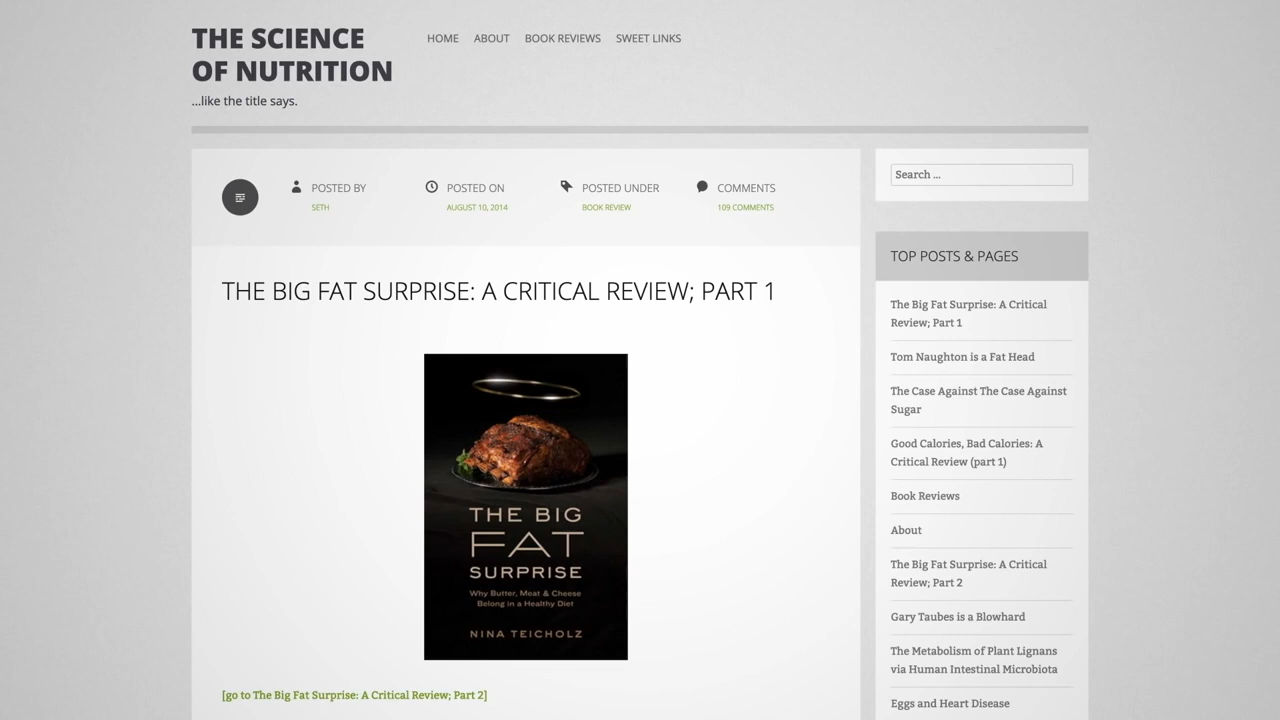 THE SCIENCE
OF NUTRITION
...like the title says.
HOME ABOUT BOOK REVIEWS SWEET LINKS
POSTED BY
SETH
POSTED ON
AUGUST 10, 2014
POSTED UNDER
BOOK REVIEW
COMMENTS
109 COMMENTS
THE BIG FAT SURPRISE: A CRITICAL REVIEW; PART 1
THE BIG
FAT
SURPRISE
Why Butter, Meat & Cheese
Belong in a Healthy Diet
NINA TEICHOLZ
[go to The Big Fat Surprise: A Critical Review; Part 2]
Search ...
TOP POSTS & PAGES
The Big Fat Surprise: A Critical
Review; Part 1
Tom Naughton is a Fat Head
The Case Against The Case Against
Sugar
Good Calories, Bad Calories: A
Critical Review (part 1)
Book Reviews
About
The Big Fat Surprise: A Critical
Review; Part 2
Gary Taubes is a Blowhard
The Metabolism of Plant Lignans
via Human Intestinal Microbiota
Eggs and Heart Disease